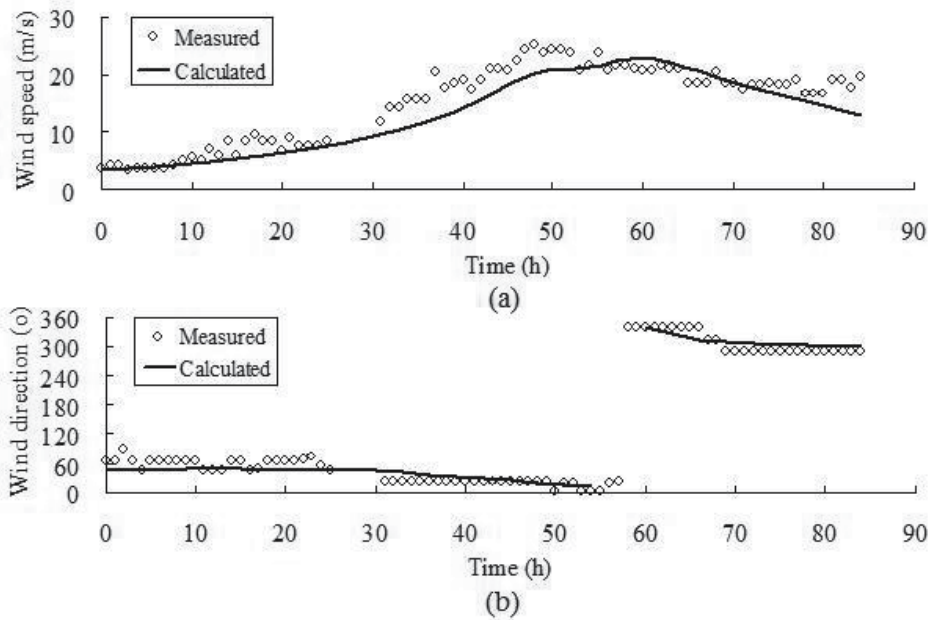 Wind speed (m/s)
30
20
10
0
Measured
Calculated
0 10 20 30 40 50 60 70 80 90
Time (h)
(a)
Wind direction (o)
360
300
240
180
120
60
0
Measured
Calculated
0 10 20 30 40 50 60 70 80 90
Time (h)
(b)